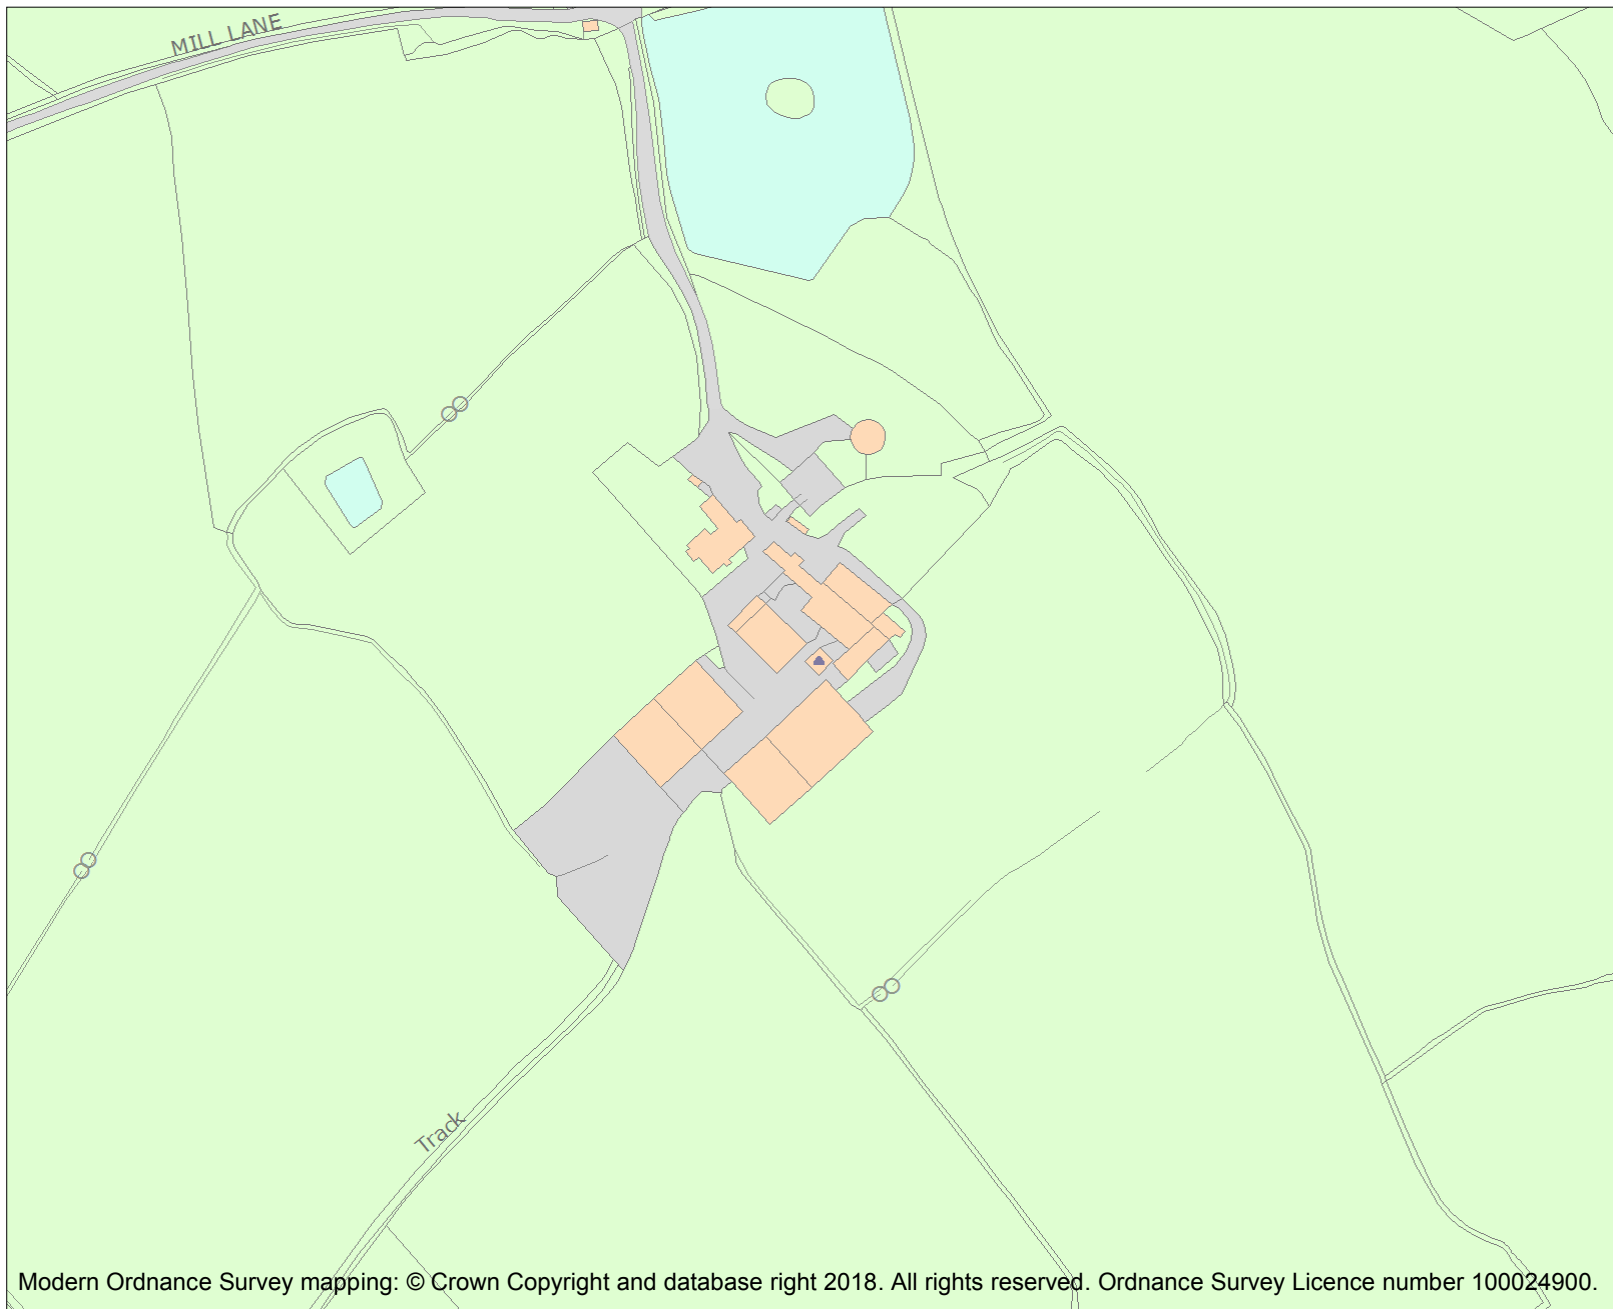 MILL LANE
Track
Modern Ordnance Survey mapping: © Crown Copyright and database right 2018. All rights reserved. Ordnance Survey Licence number 100024900.